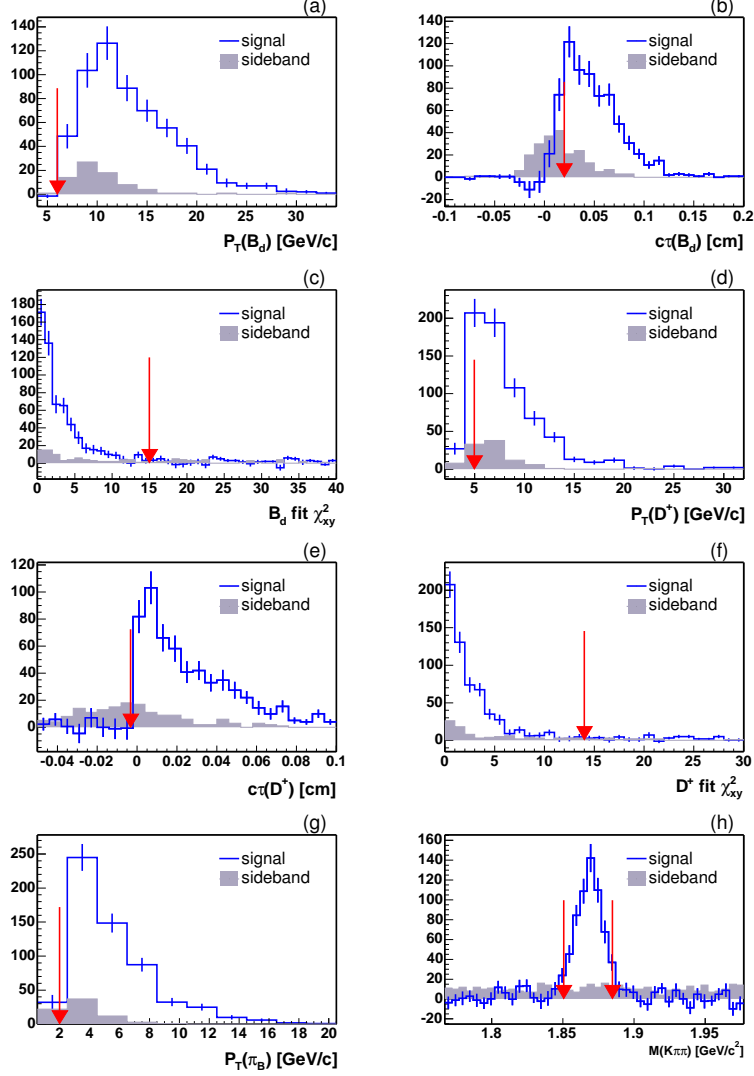 (a)
140
120
100
80
60
40
20
0
signal
sideband
5 10 15 20 25 30
P_T(B_d) [GeV/c]
(b)
140
120
100
80
60
40
20
0
-20
signal
sideband
-0.1 -0.05 -0 0.05 0.1 0.15 0.2
cτ(B_d) [cm]
(c)
180
160
140
120
100
80
60
40
20
0
signal
sideband
0 5 10 15 20 25 30 35 40
B_d fit χ²_xy
(d)
200
150
100
50
0
signal
sideband
5 10 15 20 25 30
P_T(D⁺) [GeV/c]
(e)
120
100
80
60
40
20
0
signal
sideband
-0.04 -0.02 0 0.02 0.04 0.06 0.08 0.1
cτ(D⁺) [cm]
(f)
200
150
100
50
0
signal
sideband
0 5 10 15 20 25 30
D⁺ fit χ²_xy
(g)
250
200
150
100
50
0
signal
sideband
2 4 6 8 10 12 14 16 18 20
P_T(π_B) [GeV/c]
(h)
160
140
120
100
80
60
40
20
0
-20
signal
sideband
1.8 1.85 1.9 1.95
M(Kππ) [GeV/c²]